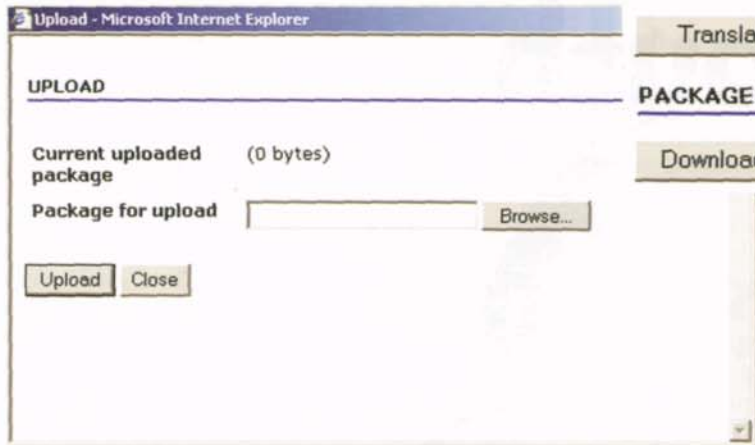 Upload - Microsoft Internet Explorer
UPLOAD
Current uploaded package (0 bytes)
Package for upload Browse...
Upload Close
Transla
PACKAGE
Downloa